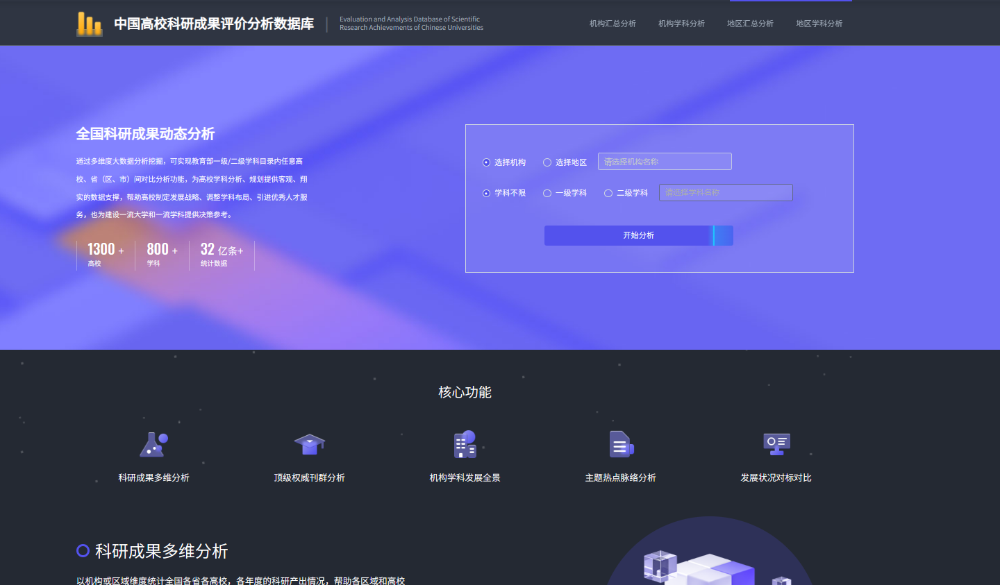 中国高校科研成果评价分析数据库
Evaluation and Analysis Database of Scientific
Research Achievements of Chinese Universities
机构汇总分析
机构学科分析
地区汇总分析
地区学科分析
全国科研成果动态分析
通过多维度大数据分析挖掘，可实现教育部一级/二级学科目录内任意高
校、省（区、市）间对比分析功能，为高校学科分析、规划提供客观、翔
实的数据支撑，帮助高校制定发展战略、调整学科布局、引进优秀人才服
务，也为建设一流大学和一流学科提供决策参考。
1300 +
高校
800 +
学科
32 亿条+
统计数据
选择机构
选择地区
请选择机构名称
学科不限
一级学科
二级学科
请选择学科名称
开始分析
核心功能
科研成果多维分析
顶级权威刊群分析
机构学科发展全景
主题热点脉络分析
发展状况对标对比
科研成果多维分析
以机构或区域维度统计全国各省各高校，各年度的科研产出情况，帮助各区域和高校